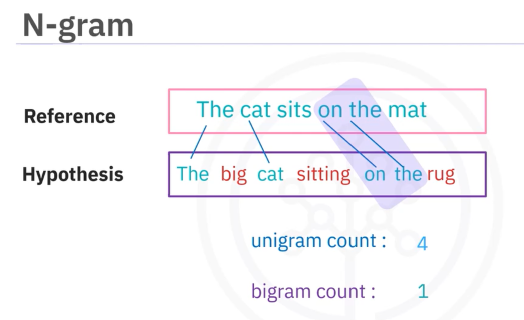 N-gram
Reference The cat sits on the mat
Hypothesis The big cat sitting on the rug
unigram count : 4
bigram count : 1